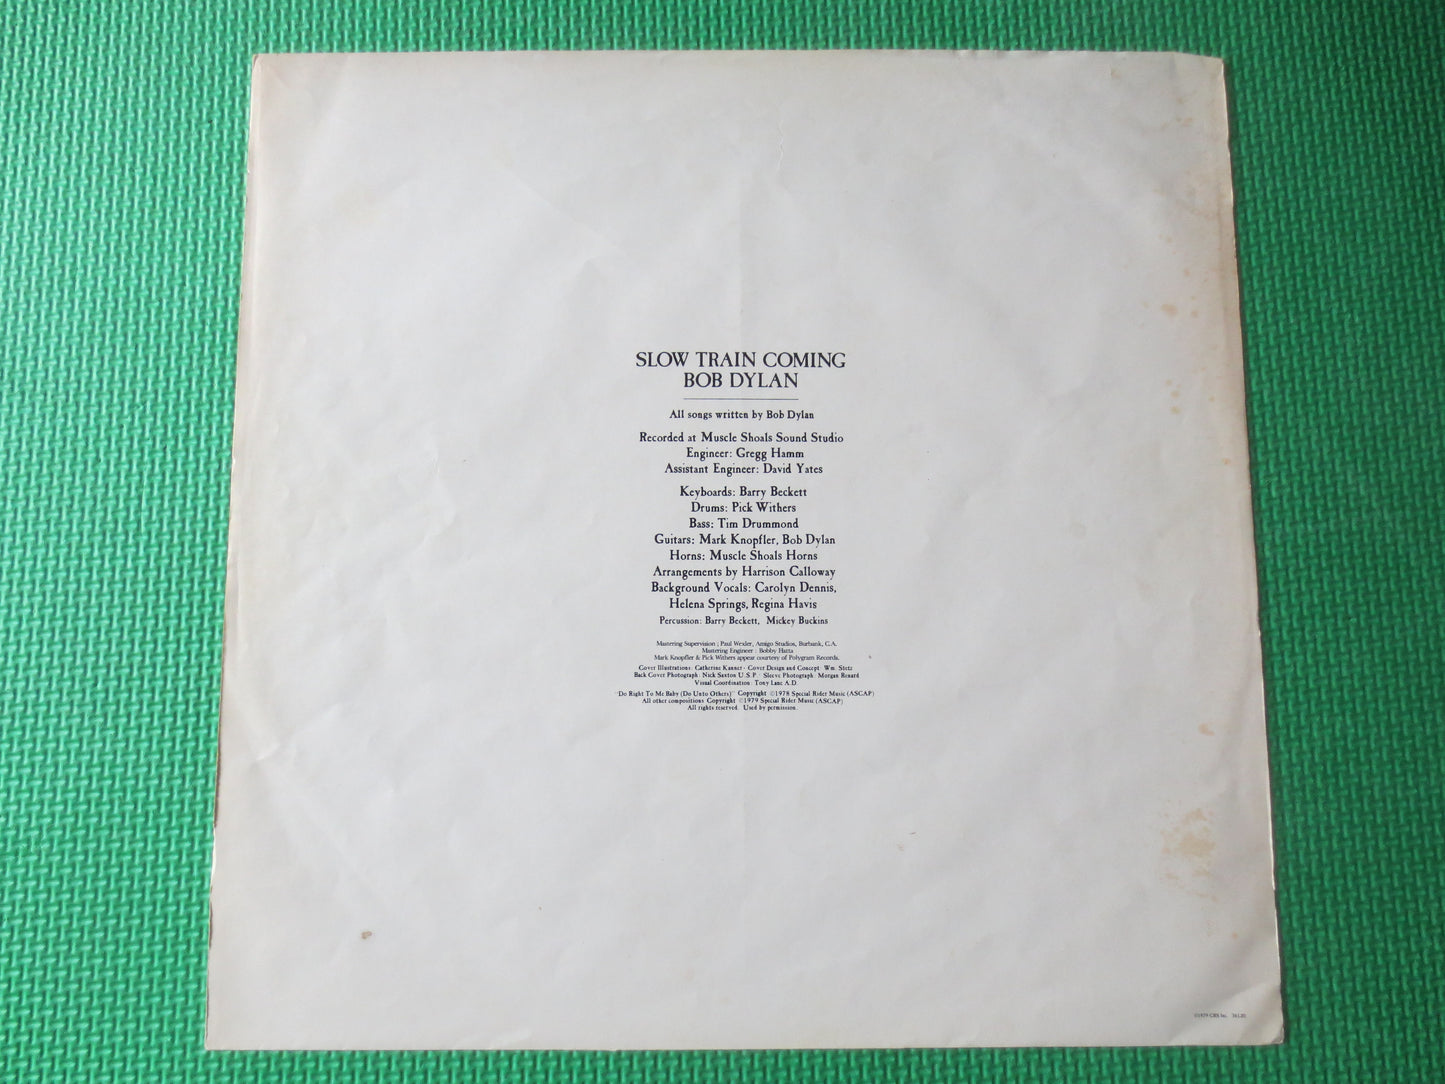 SLOW TRAIN COMING
BOB DYLAN
All songs written by Bob Dylan
Recorded at Muscle Shoals Sound Studio
Engineer: Gregg Hamm
Assistant Engineer: David Yates
Keyboards: Barry Beckett
Drums: Pick Withers
Bass: Tim Drummond
Guitars: Mark Knopfler, Bob Dylan
Horns: Muscle Shoals Horns
Arrangements by Harrison Calloway
Background Vocals: Carolyn Dennis,
Helena Springs, Regina Havis
Percussion: Barry Beckett, Mickey Buckins
Mastering Supervision : Paul Wexler, Amigo Studios, Burbank, CA.
Mastering Engineer : Bobby Hatta
Mark Knopfler & Pick Withers appear courtesy of Polygram Records.
Cover Illustrations: Catherine Kanner · Cover Design and Concept: Wm. Stetz
Back Cover Photograph: Nick Saxton U.S.P. · Sleeve Photograph: Morgan Renard
Visual Coordination: Tony Lane A.D.
"Do Right To Me Baby (Do Unto Others)" Copyright ©1978 Special Rider Music (ASCAP)
All other compositions Copyright ©1979 Special Rider Music (ASCAP)
All rights reserved. Used by permission.
©1979 CBS Inc. 36120